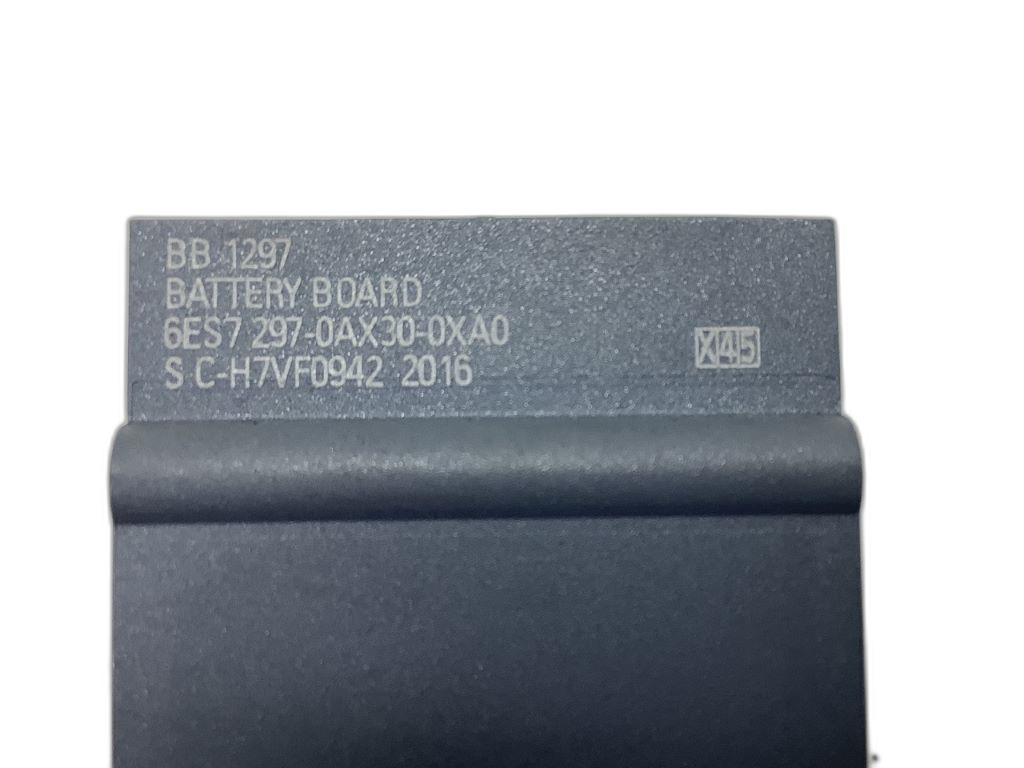 BB 1297
BATTERY BOARD
6ES7 297-0AX30-0XA0
S C-H7VF0942 2016
X45